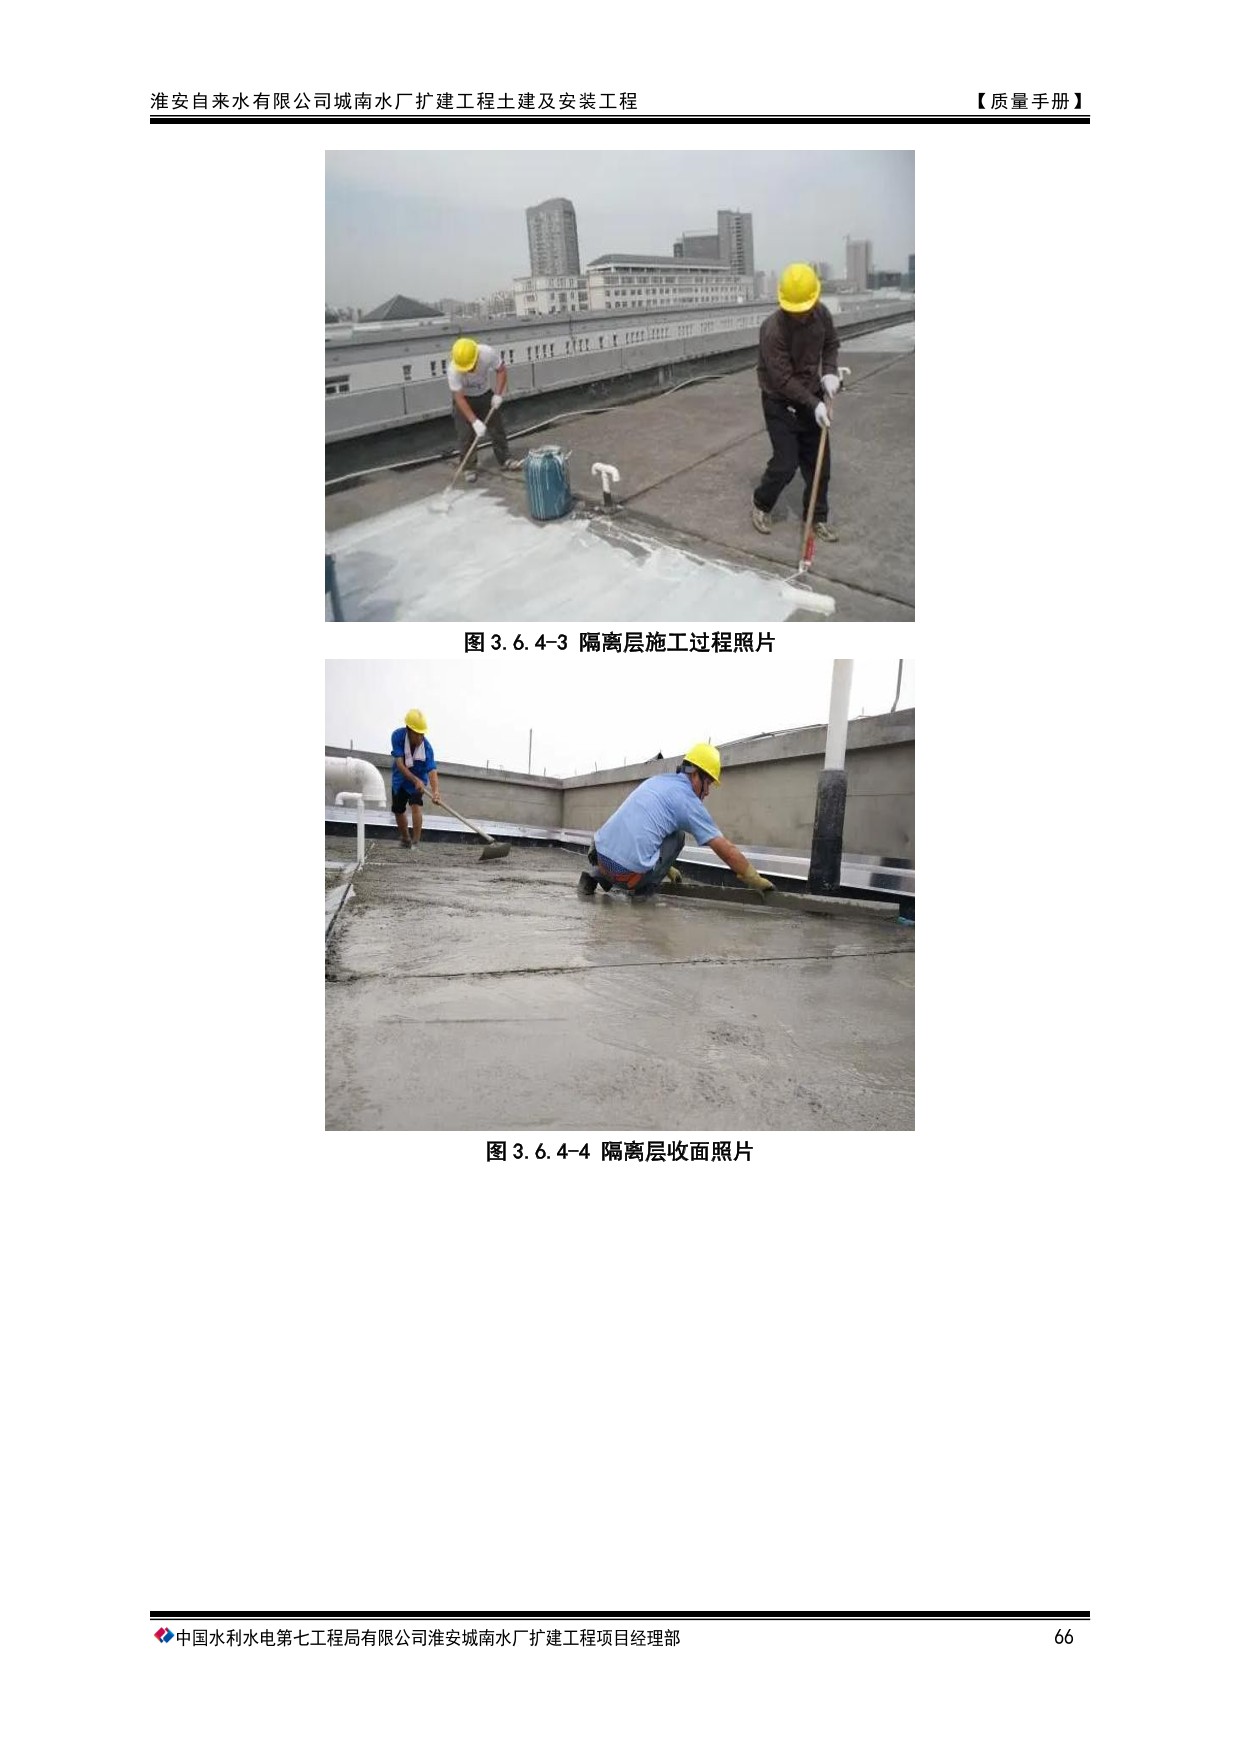 淮安自来水有限公司城南水厂扩建工程土建及安装工程 【质量手册】
图 3.6.4-3 隔离层施工过程照片
图 3.6.4-4 隔离层收面照片
中国水利水电第七工程局有限公司淮安城南水厂扩建工程项目经理部 66